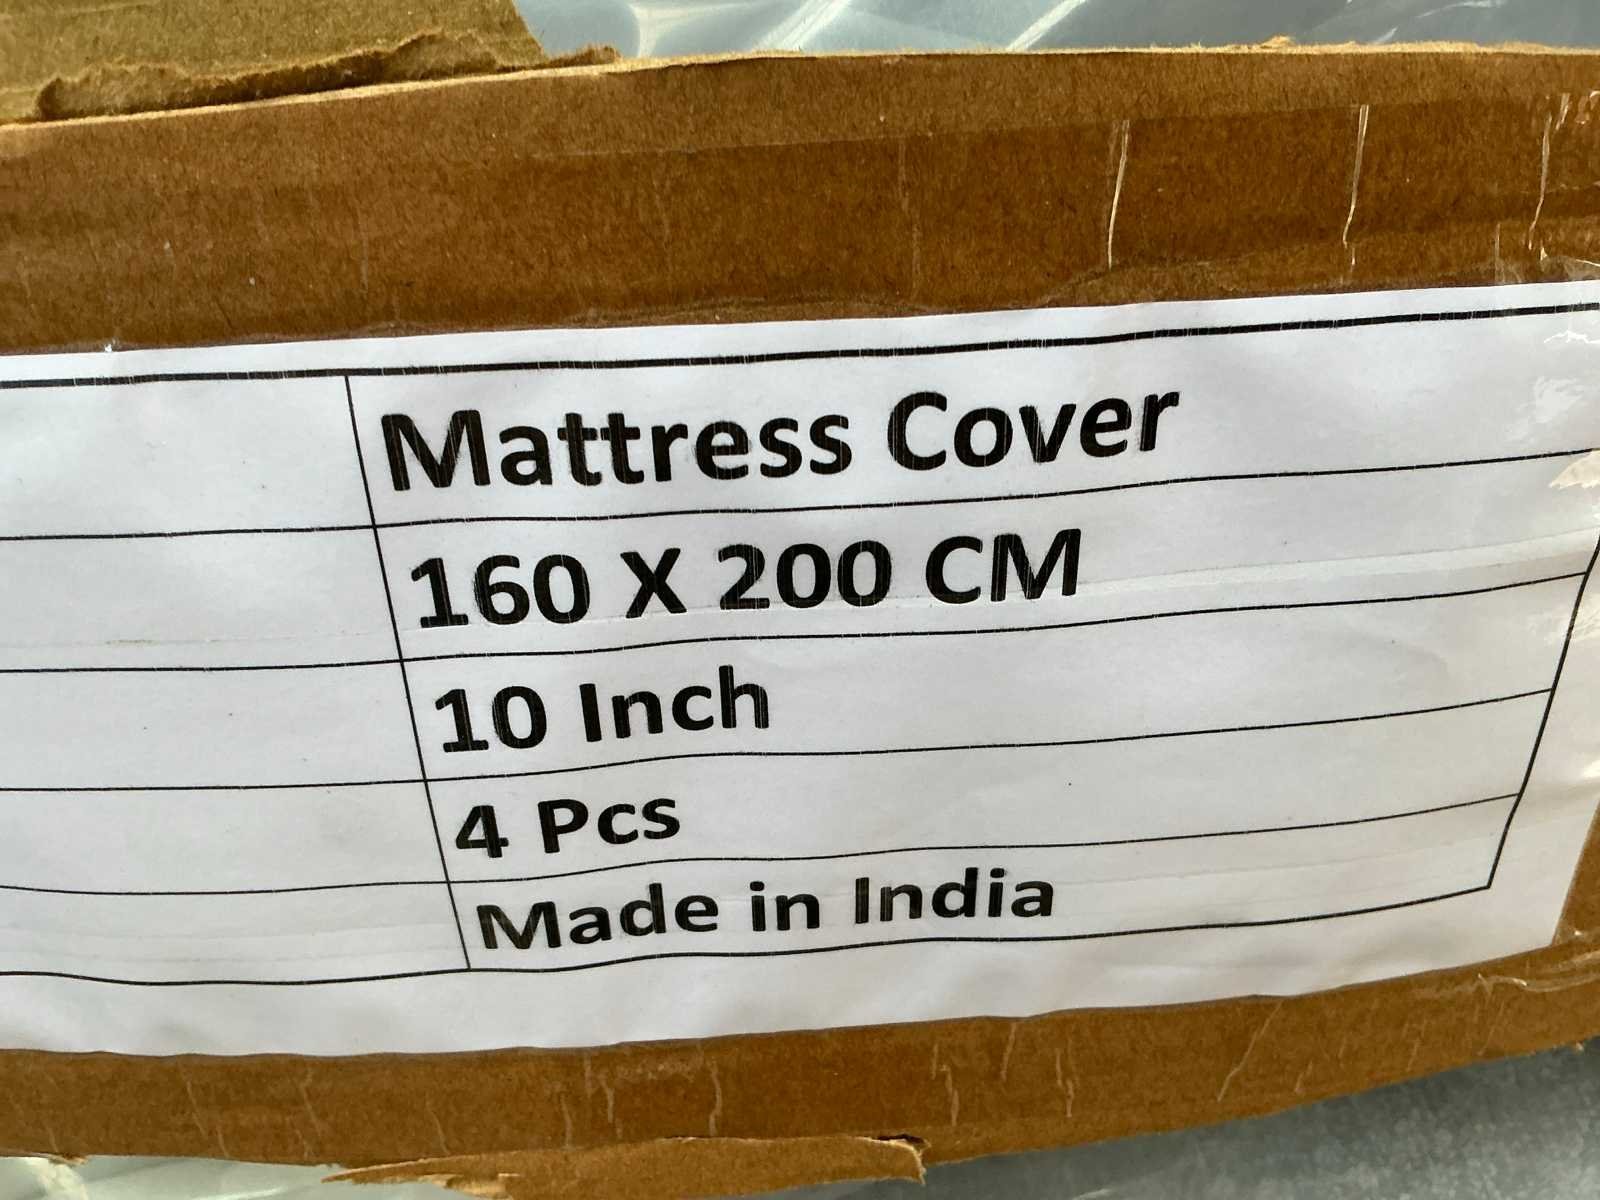 Mattress Cover
160 X 200 CM
10 Inch
4 Pcs
Made in India